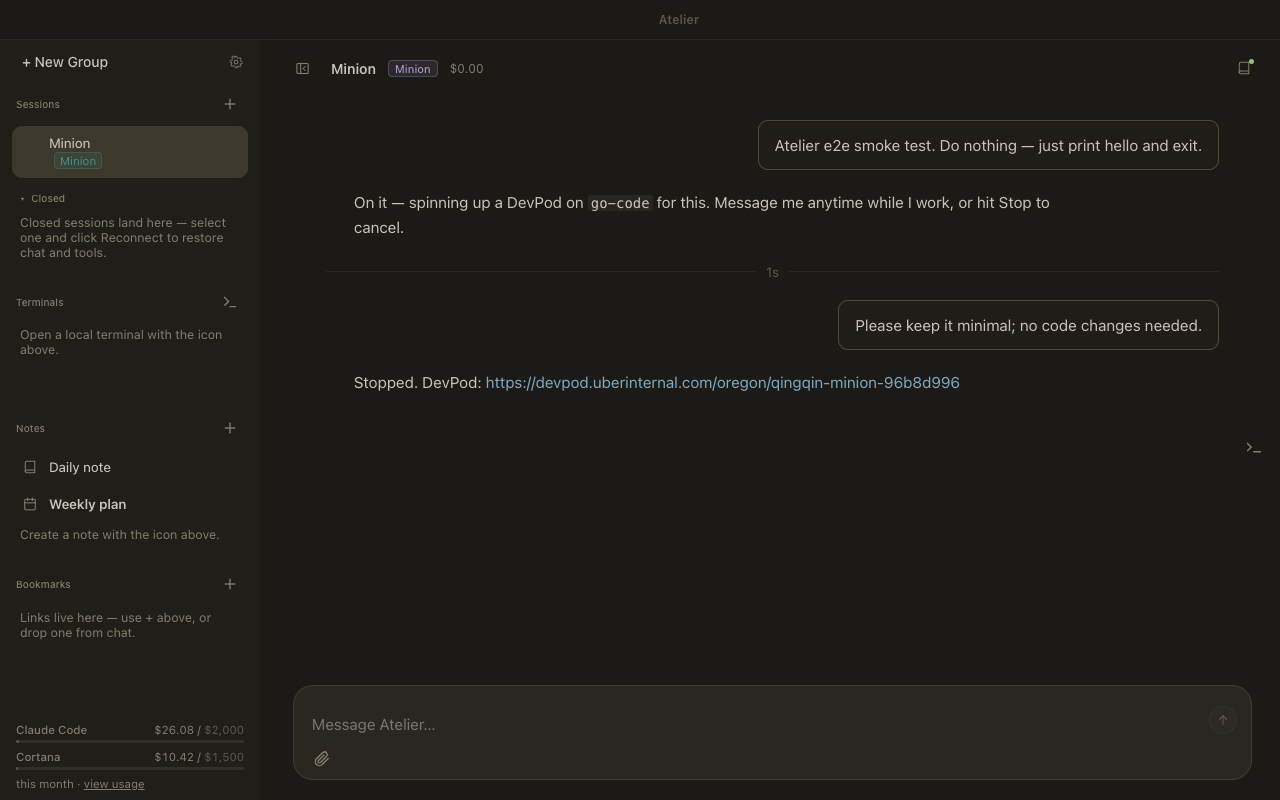 Atelier
+ New Group
Sessions
Minion
Minion
Closed
Closed sessions land here — select
one and click Reconnect to restore
chat and tools.
Terminals
Open a local terminal with the icon
above.
Notes
Daily note
Weekly plan
Create a note with the icon above.
Bookmarks
Links live here — use + above, or
drop one from chat.
Claude Code $26.08 / $2,000
Cortana $10.42 / $1,500
this month · view usage
Minion Minion $0.00
Atelier e2e smoke test. Do nothing — just print hello and exit.
On it — spinning up a DevPod on go-code for this. Message me anytime while I work, or hit Stop to
cancel.
1s
Please keep it minimal; no code changes needed.
Stopped. DevPod: https://devpod.uberinternal.com/oregon/qingqin-minion-96b8d996
Message Atelier...